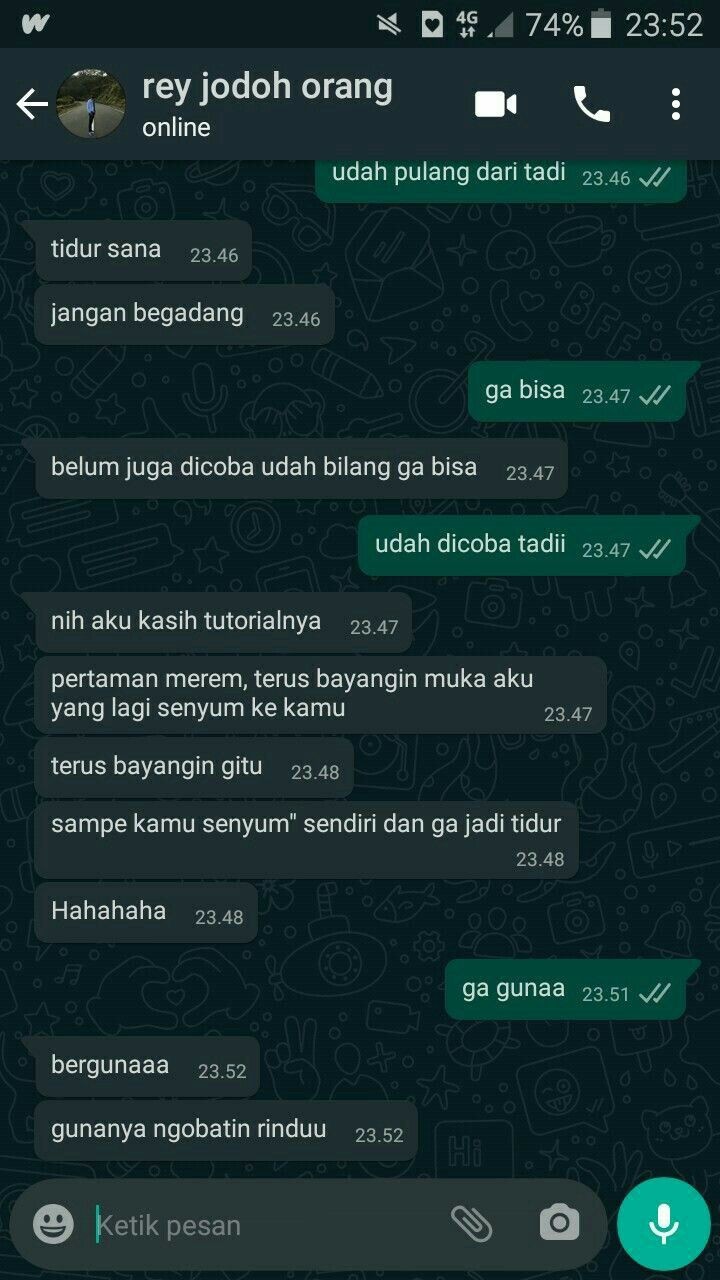 4G 74% 23:52
rey jodoh orang
online
udah pulang dari tadi 23.46
tidur sana 23.46
jangan begadang 23.46
ga bisa 23.47
belum juga dicoba udah bilang ga bisa 23.47
udah dicoba tadii 23.47
nih aku kasih tutorialnya 23.47
pertaman merem, terus bayangin muka aku
yang lagi senyum ke kamu 23.47
terus bayangin gitu 23.48
sampe kamu senyum" sendiri dan ga jadi tidur
23.48
Hahahaha 23.48
ga gunaa 23.51
bergunaaa 23.52
gunanya ngobatin rinduu 23.52
Ketik pesan